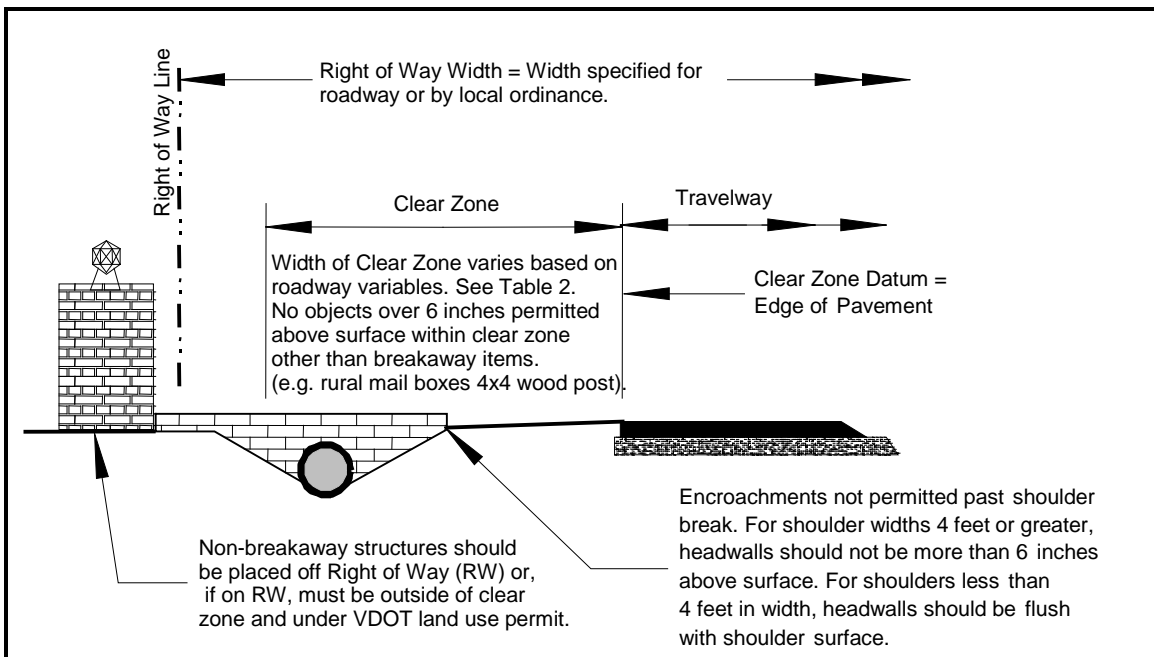 Right of Way Line
Right of Way Width = Width specified for
roadway or by local ordinance.
Clear Zone
Travelway
Width of Clear Zone varies based on
roadway variables. See Table 2.
No objects over 6 inches permitted
above surface within clear zone
other than breakaway items.
(e.g. rural mail boxes 4x4 wood post).
Clear Zone Datum =
Edge of Pavement
Non-breakaway structures should
be placed off Right of Way (RW) or,
if on RW, must be outside of clear
zone and under VDOT land use permit.
Encroachments not permitted past shoulder
break. For shoulder widths 4 feet or greater,
headwalls should not be more than 6 inches
above surface. For shoulders less than
4 feet in width, headwalls should be flush
with shoulder surface.